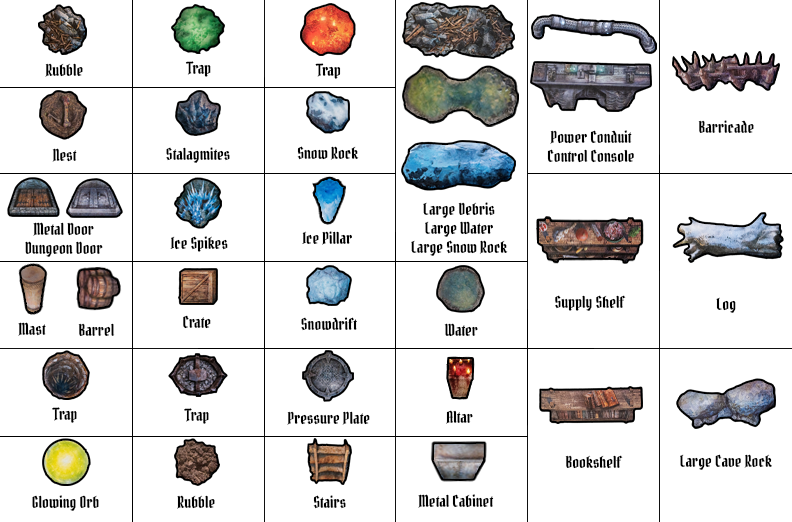 Rubble
Trap
Trap
Nest
Stalagmites
Snow Rock
Large Debris
Large Water
Large Snow Rock
Power Conduit
Control Console
Barricade
Metal Door
Dungeon Door
Ice Spikes
Ice Pillar
Supply Shelf
Log
Mast
Barrel
Crate
Snowdrift
Water
Trap
Trap
Pressure Plate
Altar
Bookshelf
Large Cave Rock
Glowing Orb
Rubble
Stairs
Metal Cabinet